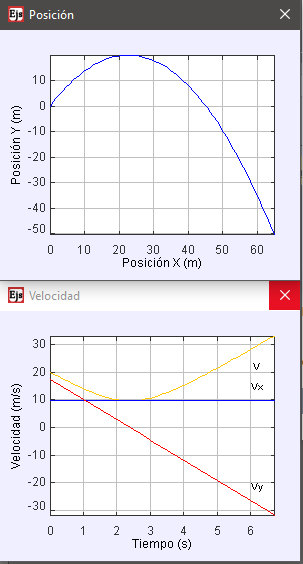 Ejs Posición
10
0
-10
-20
-30
-40
-50
Posición Y (m)
0 10 20 30 40 50 60
Posición X (m)
Ejs Velocidad
30
20
10
0
-10
-20
-30
Velocidad (m/s)
V
Vx
Vy
0 1 2 3 4 5 6
Tiempo (s)